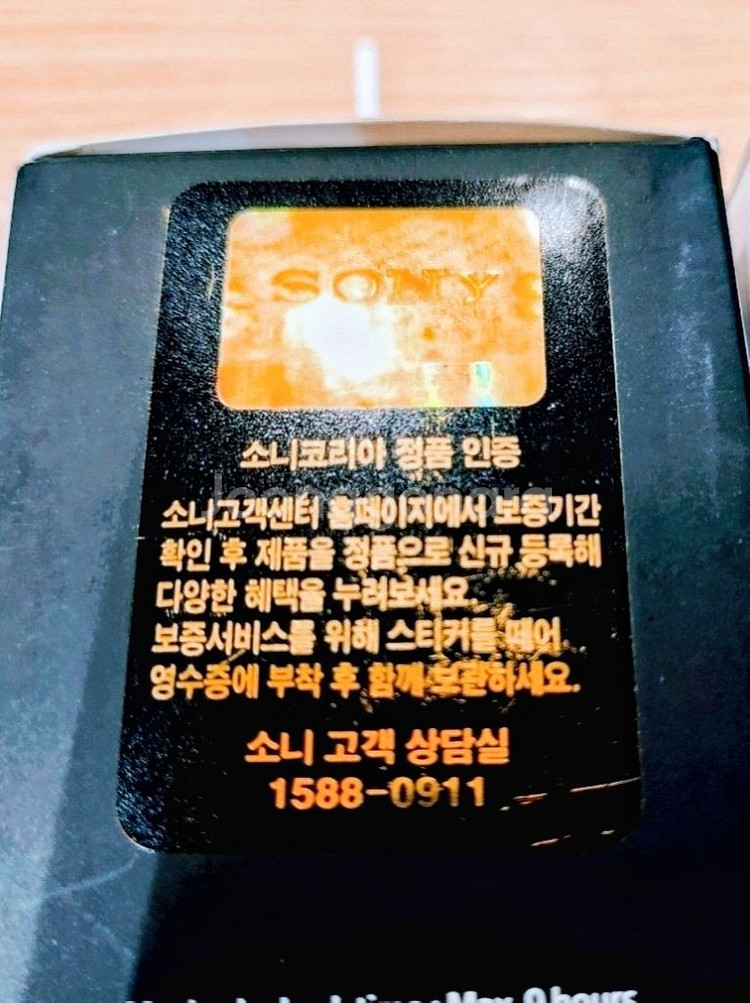 SONY
소니코리아 정품 인증
소니고객센터 홈페이지에서 보증기간
확인 후 제품을 정품으로 신규 등록해
다양한 혜택을 누려보세요.
보증서비스를 위해 스티커를 떼어
영수증에 부착 후 함께 보관하세요.
소니 고객 상담실
1588-0911
time : Max. 9 hours